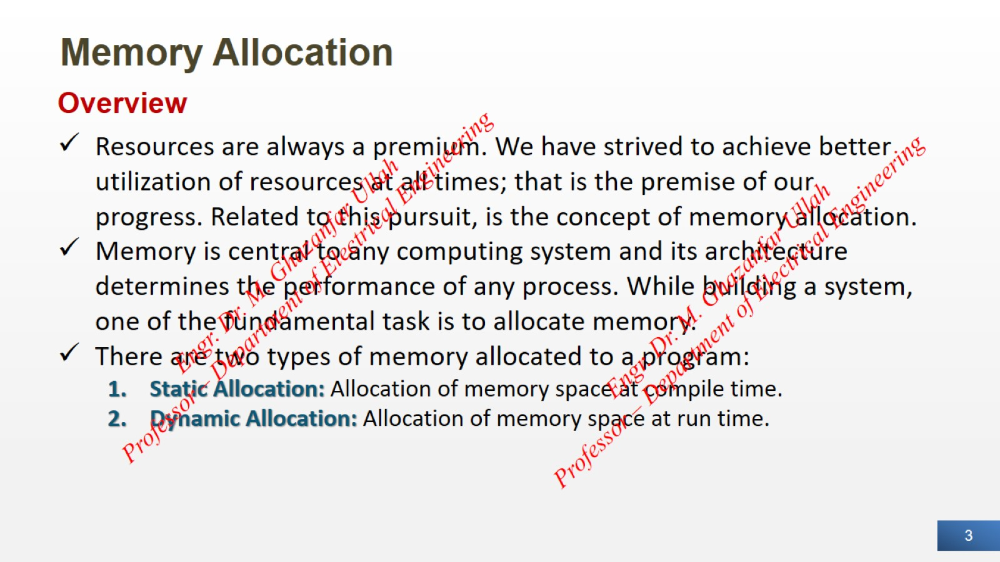 Memory Allocation
Overview
✓ Resources are always a premium. We have strived to achieve better
utilization of resources at all times; that is the premise of our
progress. Related to this pursuit, is the concept of memory allocation.
✓ Memory is central to any computing system and its architecture
determines the performance of any process. While building a system,
one of the fundamental task is to allocate memory.
✓ There are two types of memory allocated to a program:
1. Static Allocation: Allocation of memory space at compile time.
2. Dynamic Allocation: Allocation of memory space at run time.
Engr. Dr. M. Ghazanfar Ullah
Professor – Department of Electrical Engineering
Engr. Dr. M. Ghazanfar Ullah
Professor – Department of Electrical Engineering
3